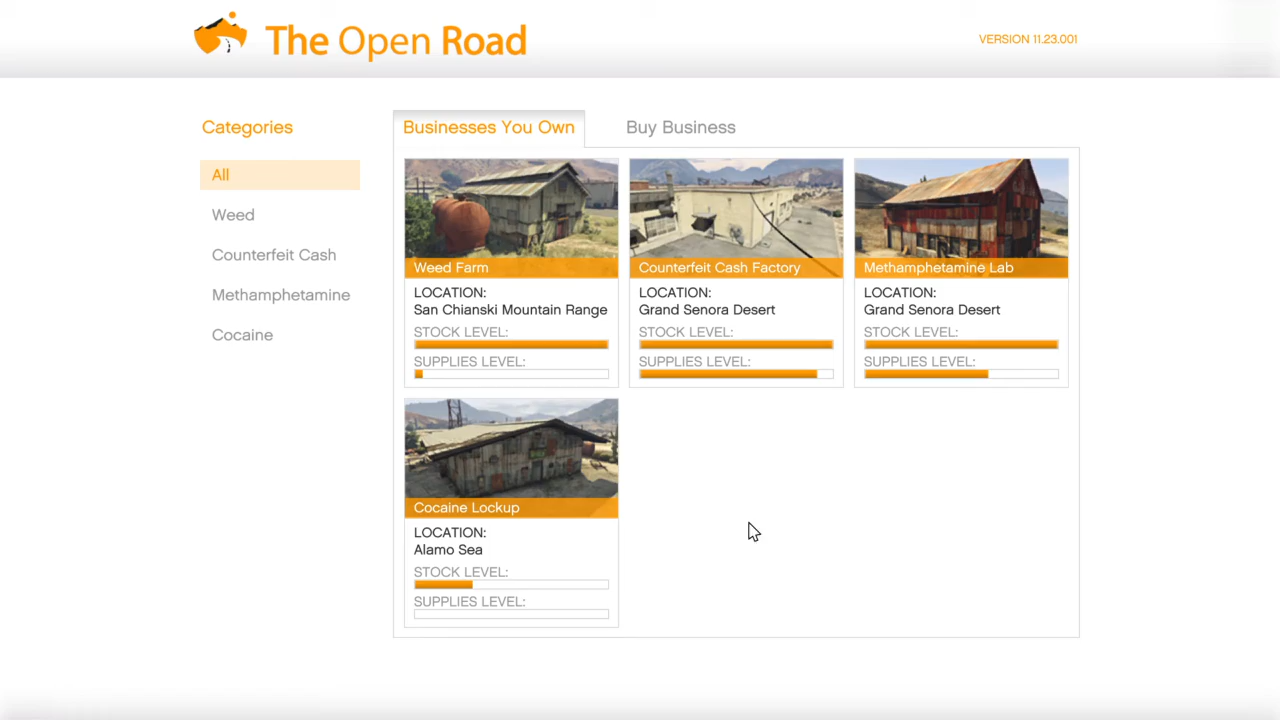 The Open Road
VERSION 11.23.001
Categories
All
Weed
Counterfeit Cash
Methamphetamine
Cocaine
Businesses You Own
Buy Business
Weed Farm
LOCATION:
San Chianski Mountain Range
STOCK LEVEL:
SUPPLIES LEVEL:
Counterfeit Cash Factory
LOCATION:
Grand Senora Desert
STOCK LEVEL:
SUPPLIES LEVEL:
Methamphetamine Lab
LOCATION:
Grand Senora Desert
STOCK LEVEL:
SUPPLIES LEVEL:
Cocaine Lockup
LOCATION:
Alamo Sea
STOCK LEVEL:
SUPPLIES LEVEL: